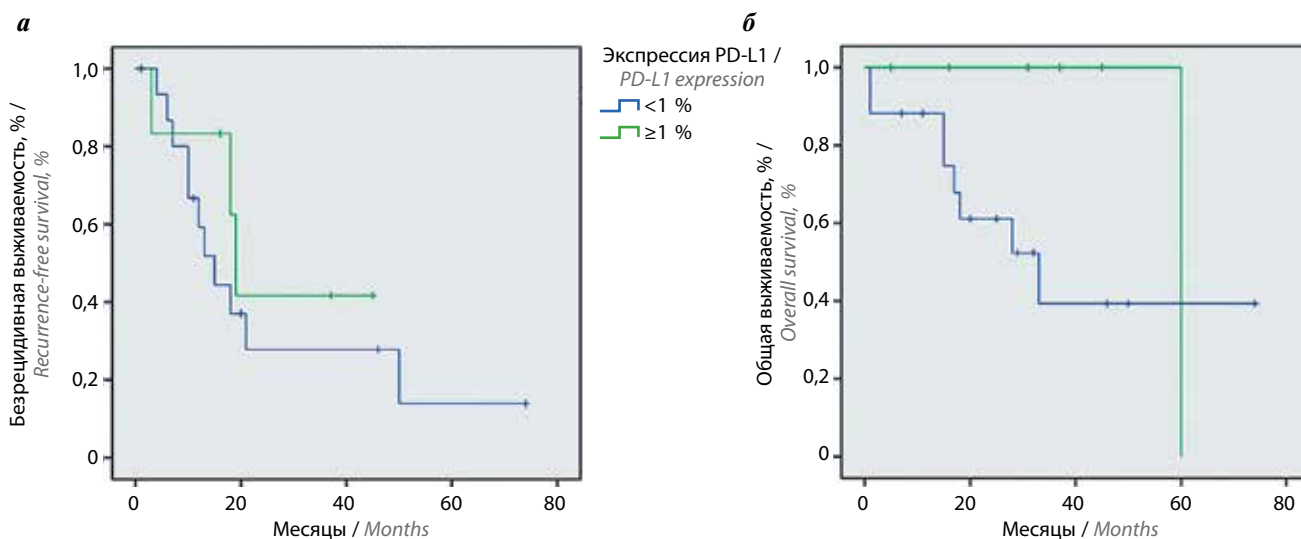 а
Безрецидивная выживаемость, % /
Recurrence-free survival, %
1,0
0,8
0,6
0,4
0,2
0
0
20
40
60
80
Месяцы / Months
Экспрессия PD-L1 /
PD-L1 expression
<1 %
≥1 %
б
Общая выживаемость, % /
Overall survival, %
1,0
0,8
0,6
0,4
0,2
0
0
20
40
60
80
Месяцы / Months